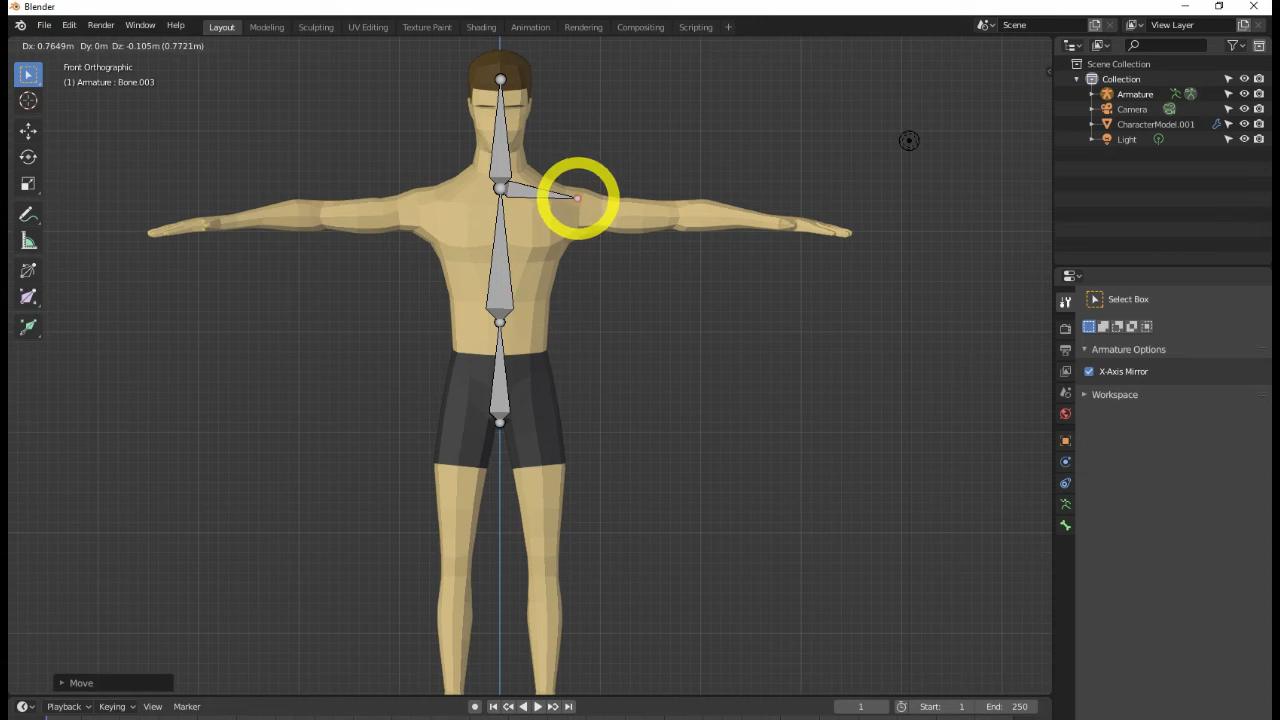 Blender
File Edit Render Window Help Layout Modeling Sculpting UV Editing Texture Paint Shading Animation Rendering Compositing Scripting Scene View Layer
Dx: 0.7649m Dy: 0m Dz: -0.105m (0.7721m)
Front Orthographic
(1) Armature : Bone.003
Scene Collection
Collection
Armature
Camera
CharacterModel.001
Light
Select Box
Armature Options
X-Axis Mirror
Workspace
Move
Playback Keying View Marker 1 Start: 1 End: 250